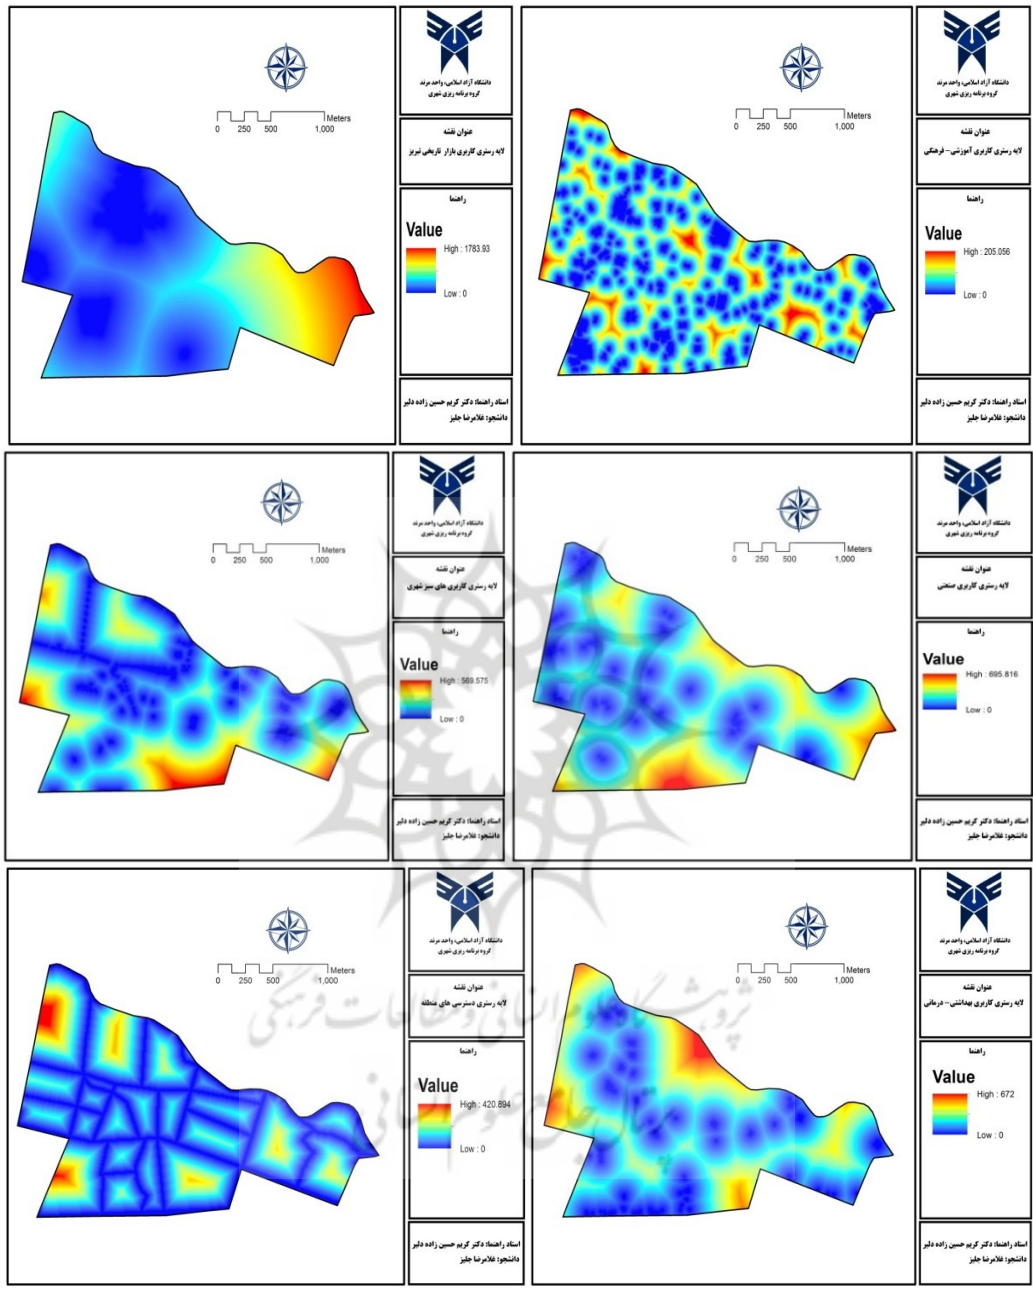 دانشگاه آزاد اسلامی، واحد مرند
گروه برنامه ریزی شهری
عنوان نقشه
لایه رستری کاربری بازار تاریخی تبریز
راهنما
Value
High : 1783.93
Low : 0
Meters
0 250 500 1,000
استاد راهنما: دکتر کریم حسین زاده دلیر
دانشجو: غلامرضا جلیز
دانشگاه آزاد اسلامی، واحد مرند
گروه برنامه ریزی شهری
عنوان نقشه
لایه رستری کاربری آموزشی - فرهنگی
راهنما
Value
High : 205.056
Low : 0
Meters
0 250 500 1,000
استاد راهنما: دکتر کریم حسین زاده دلیر
دانشجو: غلامرضا جلیز
دانشگاه آزاد اسلامی، واحد مرند
گروه برنامه ریزی شهری
عنوان نقشه
لایه رستری کاربری های سبز شهری
راهنما
Value
High : 569.575
Low : 0
Meters
0 250 500 1,000
استاد راهنما: دکتر کریم حسین زاده دلیر
دانشجو: غلامرضا جلیز
دانشگاه آزاد اسلامی، واحد مرند
گروه برنامه ریزی شهری
عنوان نقشه
لایه رستری کاربری صنعتی
راهنما
Value
High : 695.816
Low : 0
Meters
0 250 500 1,000
استاد راهنما: دکتر کریم حسین زاده دلیر
دانشجو: غلامرضا جلیز
دانشگاه آزاد اسلامی، واحد مرند
گروه برنامه ریزی شهری
عنوان نقشه
لایه رستری دسترسی های منطقه
راهنما
Value
High : 420.894
Low : 0
Meters
0 250 500 1,000
استاد راهنما: دکتر کریم حسین زاده دلیر
دانشجو: غلامرضا جلیز
دانشگاه آزاد اسلامی، واحد مرند
گروه برنامه ریزی شهری
عنوان نقشه
لایه رستری کاربری بهداشتی - درمانی
راهنما
Value
High : 672
Low : 0
Meters
0 250 500 1,000
استاد راهنما: دکتر کریم حسین زاده دلیر
دانشجو: غلامرضا جلیز
پژوهشگاه علوم انسانی و مطالعات فرهنگی
پرتال جامع علوم انسانی